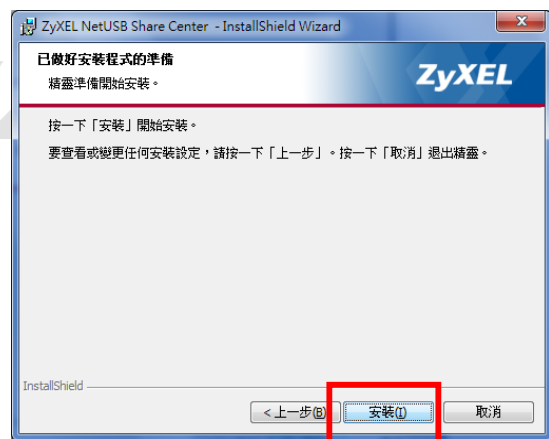 ZyXEL NetUSB Share Center - InstallShield Wizard
已做好安裝程式的準備
精靈準備開始安裝。
ZyXEL
按一下「安裝」開始安裝。
要查看或變更任何安裝設定，請按一下「上一步」。按一下「取消」退出精靈。
InstallShield
< 上一步(B)
安裝(I)
取消